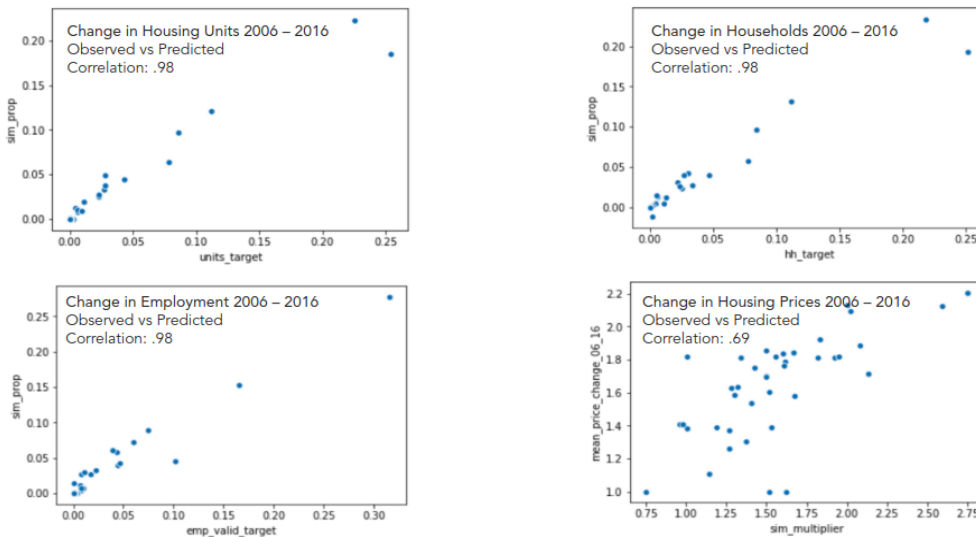 Change in Housing Units 2006 – 2016
Observed vs Predicted
Correlation: .98
0.20
0.15
0.10
0.05
0.00
sim_prop
0.00 0.05 0.10 0.15 0.20 0.25
units_target
Change in Households 2006 – 2016
Observed vs Predicted
Correlation: .98
0.20
0.15
0.10
0.05
0.00
sim_prop
0.00 0.05 0.10 0.15 0.20 0.25
hh_target
Change in Employment 2006 – 2016
Observed vs Predicted
Correlation: .98
0.25
0.20
0.15
0.10
0.05
0.00
sim_prop
0.00 0.05 0.10 0.15 0.20 0.25 0.30
emp_valid_target
Change in Housing Prices 2006 – 2016
Observed vs Predicted
Correlation: .69
2.2
2.0
1.8
1.6
1.4
1.2
1.0
mean_price_change_06_16
0.75 1.00 1.25 1.50 1.75 2.00 2.25 2.50 2.75
sim_multiplier